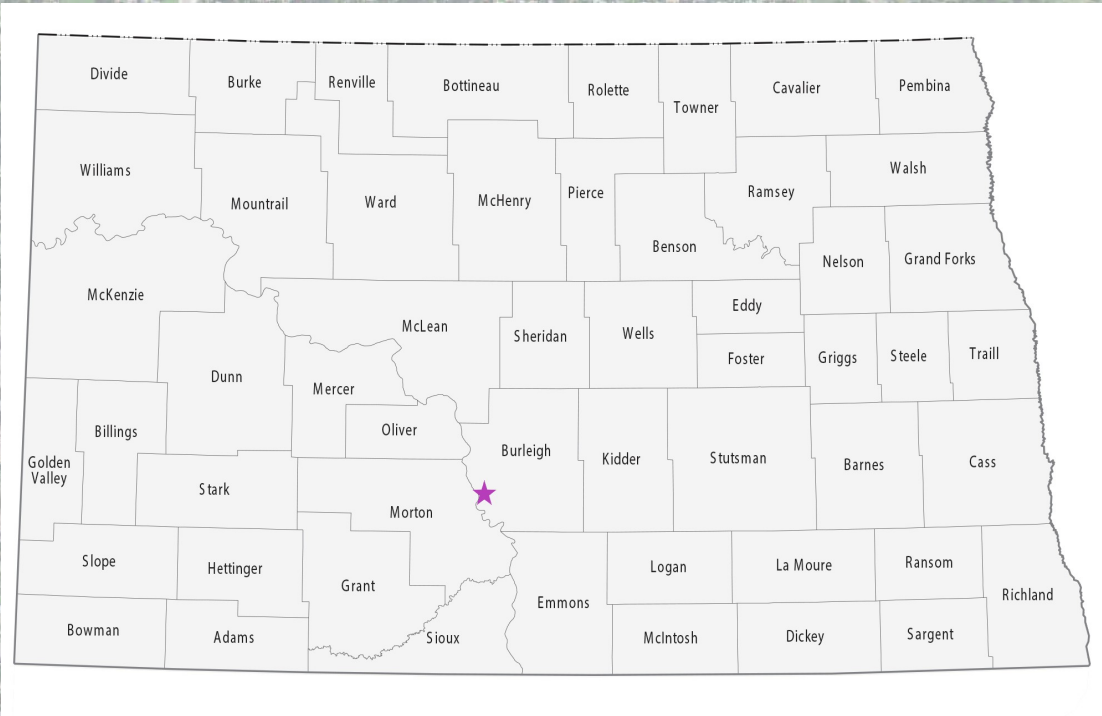 Divide
Burke
Renville
Bottineau
Rolette
Towner
Cavalier
Pembina
Williams
Mountrail
Ward
McHenry
Pierce
Benson
Ramsey
Walsh
Nelson
Grand Forks
McKenzie
Dunn
McLean
Sheridan
Wells
Eddy
Foster
Griggs
Steele
Traill
Mercer
Oliver
Billings
Golden
Valley
Stark
Morton
Burleigh
Kidder
Stutsman
Barnes
Cass
Slope
Hettinger
Grant
Emmons
Logan
La Moure
Ransom
Richland
Bowman
Adams
Sioux
McIntosh
Dickey
Sargent